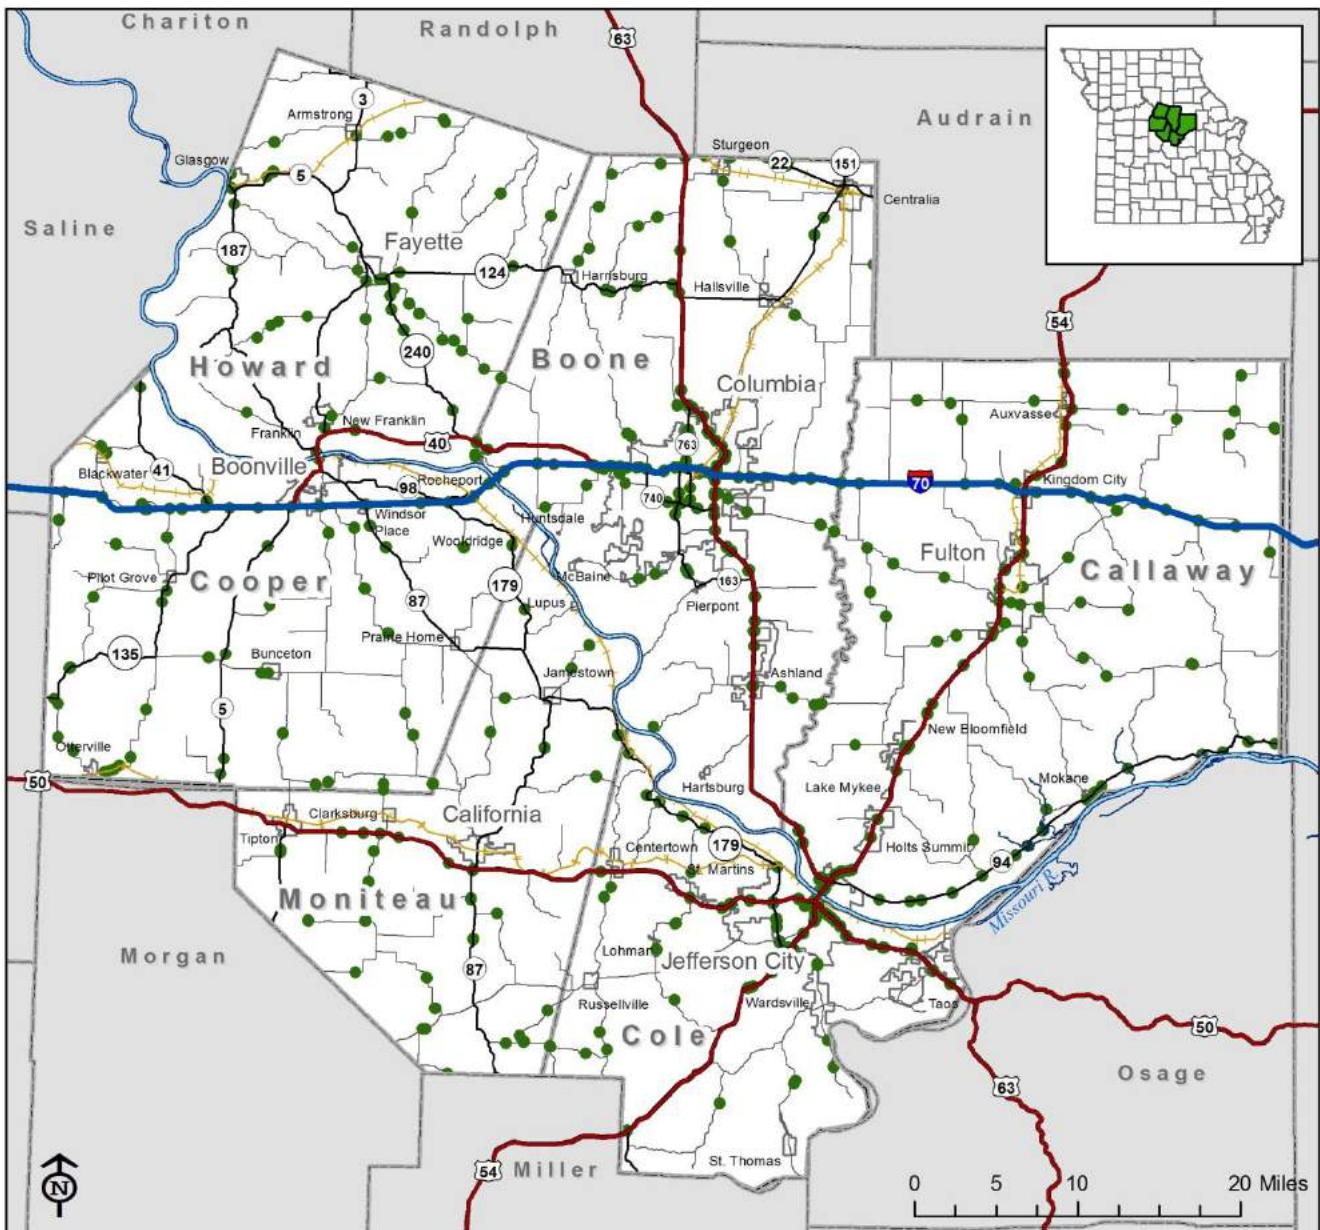 Chariton
Randolph
63
Audrain
3
Armstrong
Sturgeon
22
151
Glasgow
5
Centralia
Saline
187
Fayette
124
Harrisburg
Hallsville
54
240
Howard
Boone
Columbia
Auxvasse
New Franklin
Franklin
40
763
Blackwater
41
Boonville
Rocheport
98
740
70
Kingdom City
Windsor
Place
Huntsdale
Wooldridge
Fulton
Callaway
Pilot Grove
Cooper
87
179
McBaine
163
Lupus
Pierpont
Prairie Home
135
Bunceton
Jamestown
Ashland
5
New Bloomfield
Otterville
50
Mokane
Hartsburg
Lake Mykee
Clarksburg
California
Tipton
Centertown
179
Holts Summit
St. Martins
94
Moniteau
Missouri R.
Morgan
Lohman
Jefferson City
87
Russellville
Wardsville
Taos
Cole
50
Osage
63
St. Thomas
54
Miller
N
0 5 10 20 Miles